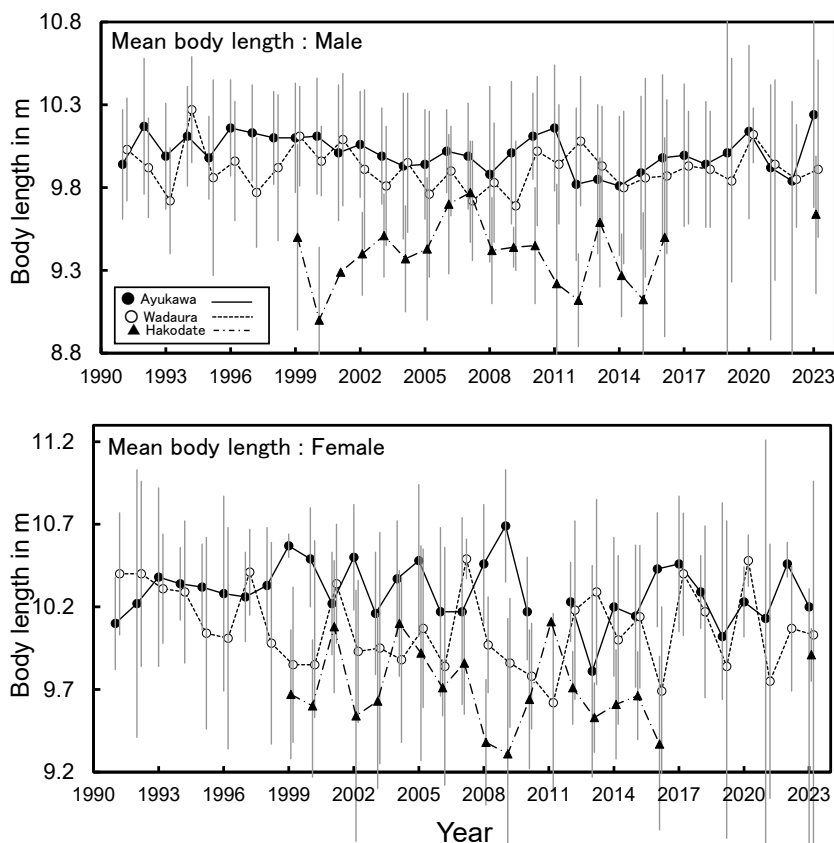 Mean body length : Male
Body length in m
10.8
10.3
9.8
9.3
8.8
Ayukawa
Wadaura
Hakodate
1990 1993 1996 1999 2002 2005 2008 2011 2014 2017 2020 2023
Mean body length : Female
Body length in m
11.2
10.7
10.2
9.7
9.2
1990 1993 1996 1999 2002 2005 2008 2011 2014 2017 2020 2023
Year